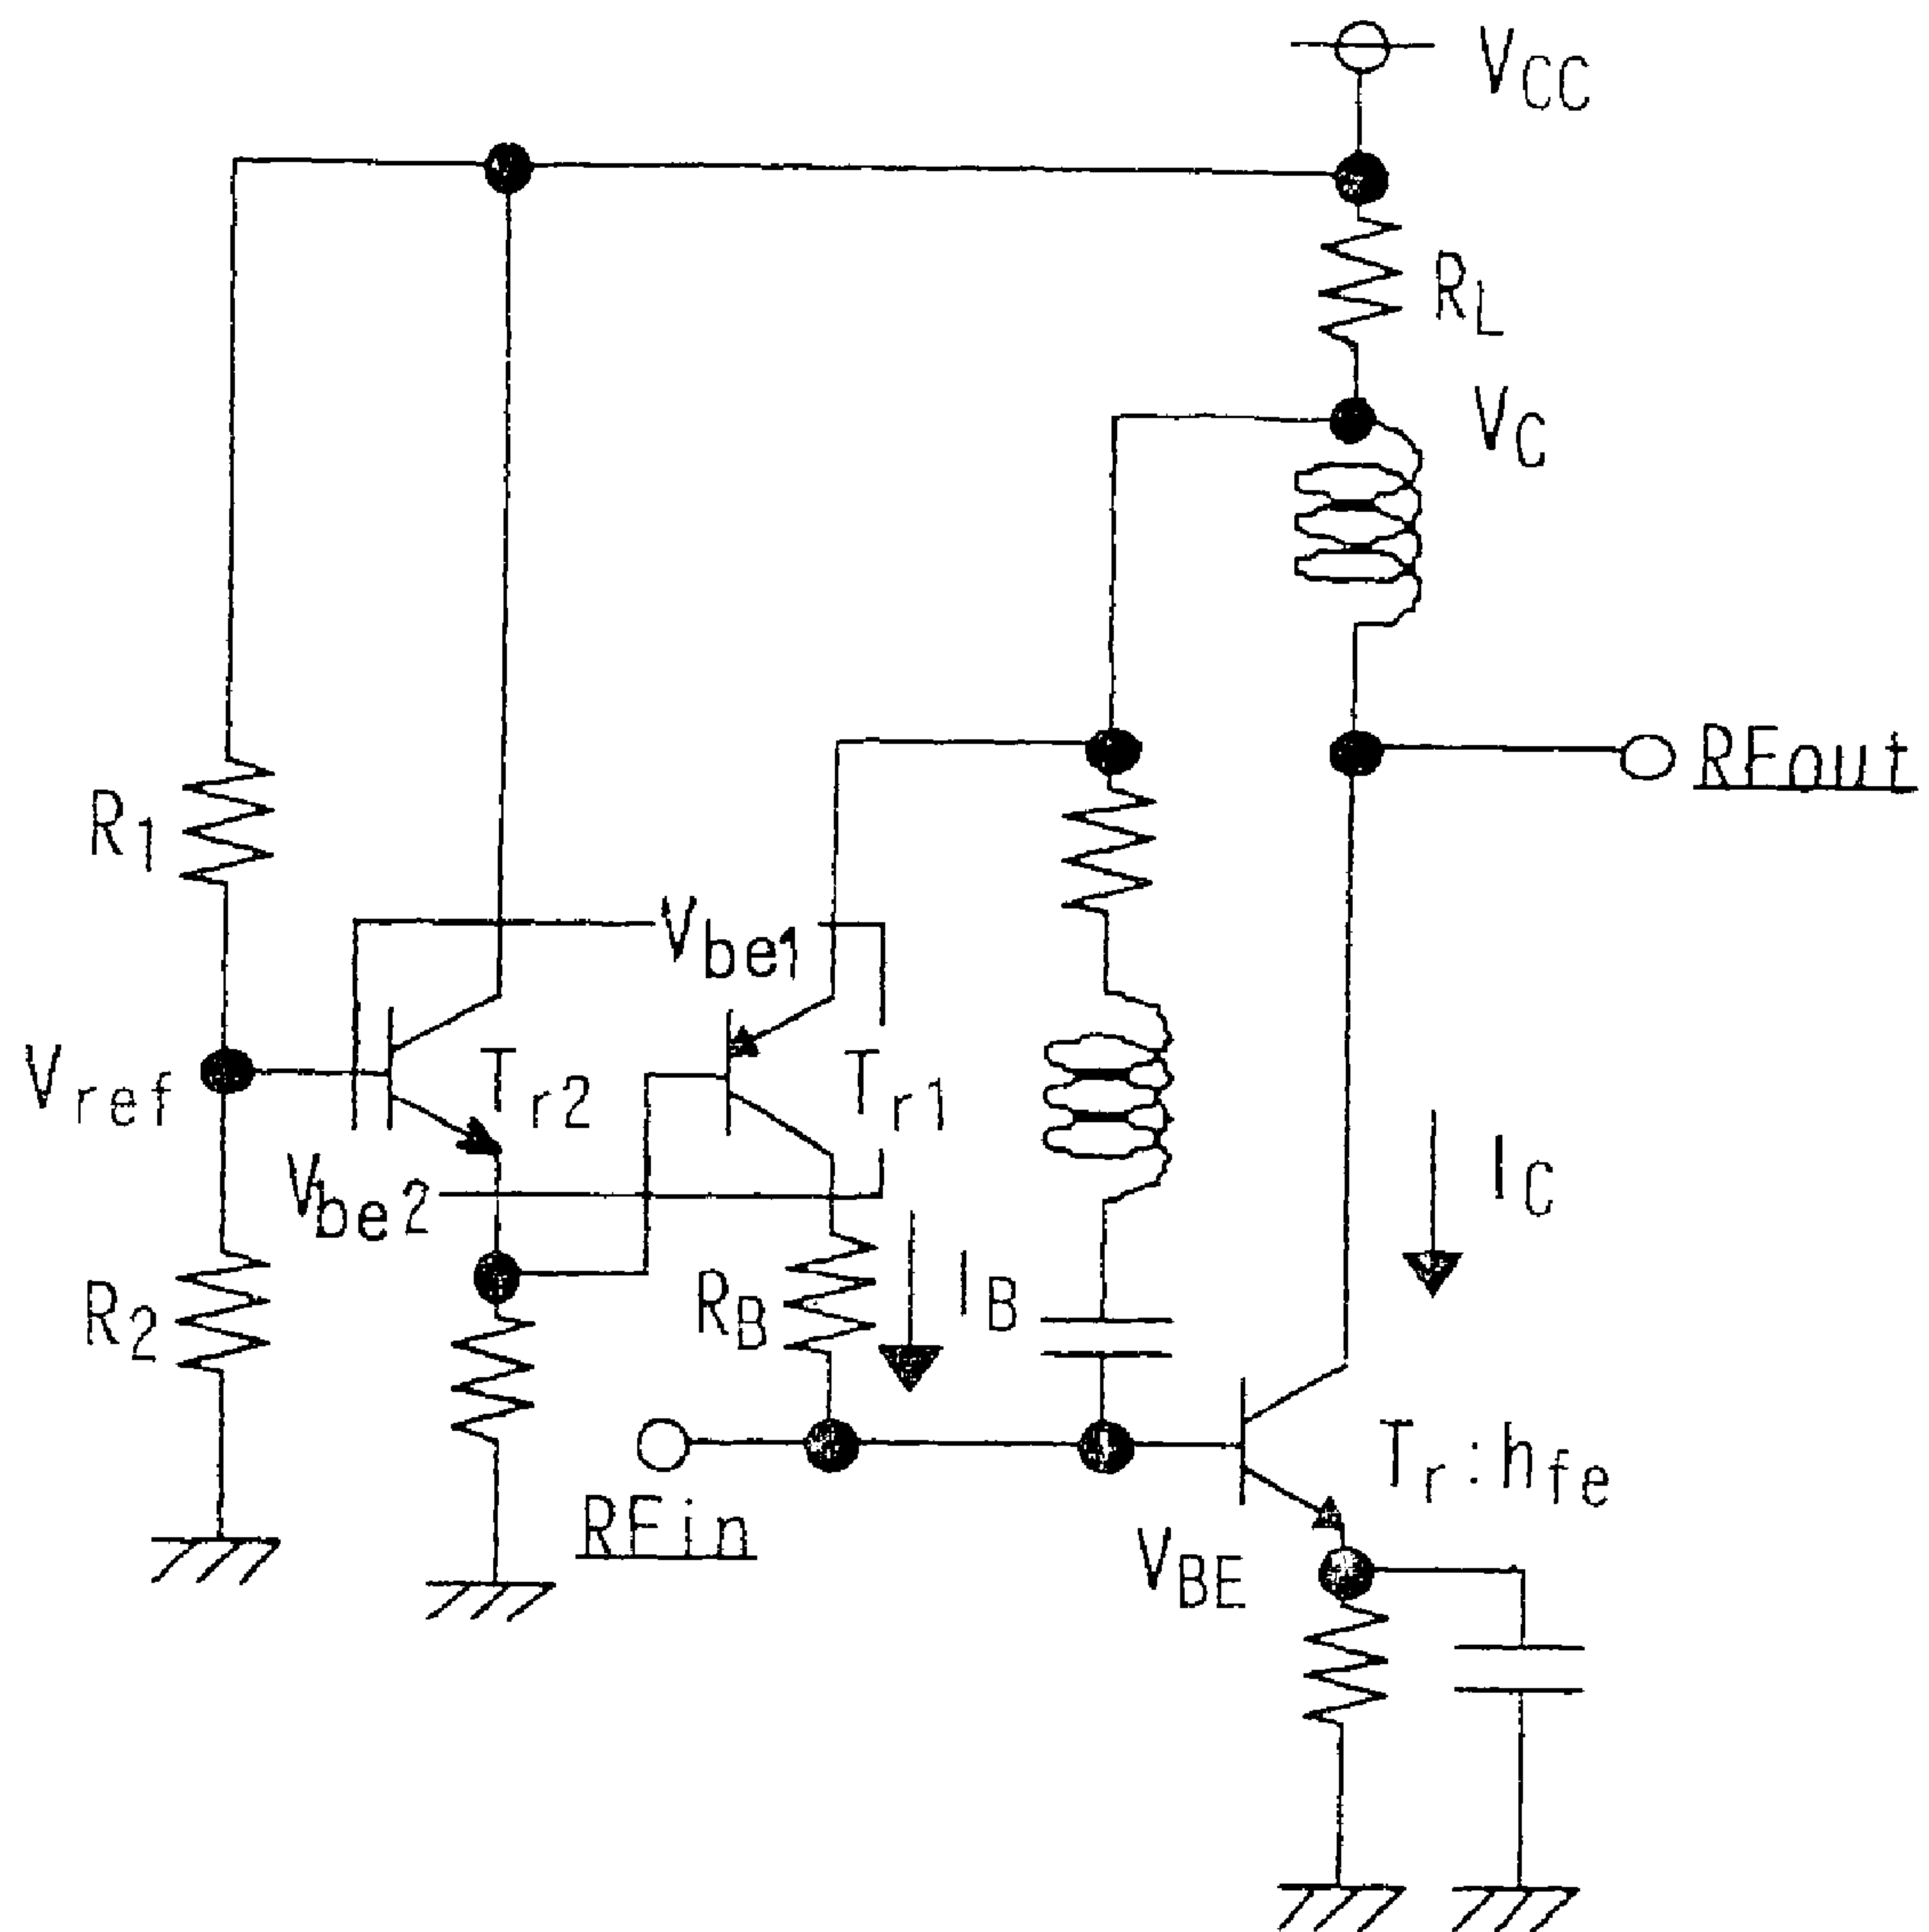 VCC
RL
VC
R1
RFout
Vbe1
Vref
Tr2
Tr1
Vbe2
IC
R2
RB
IB
Tr:hfe
RFin
VBE